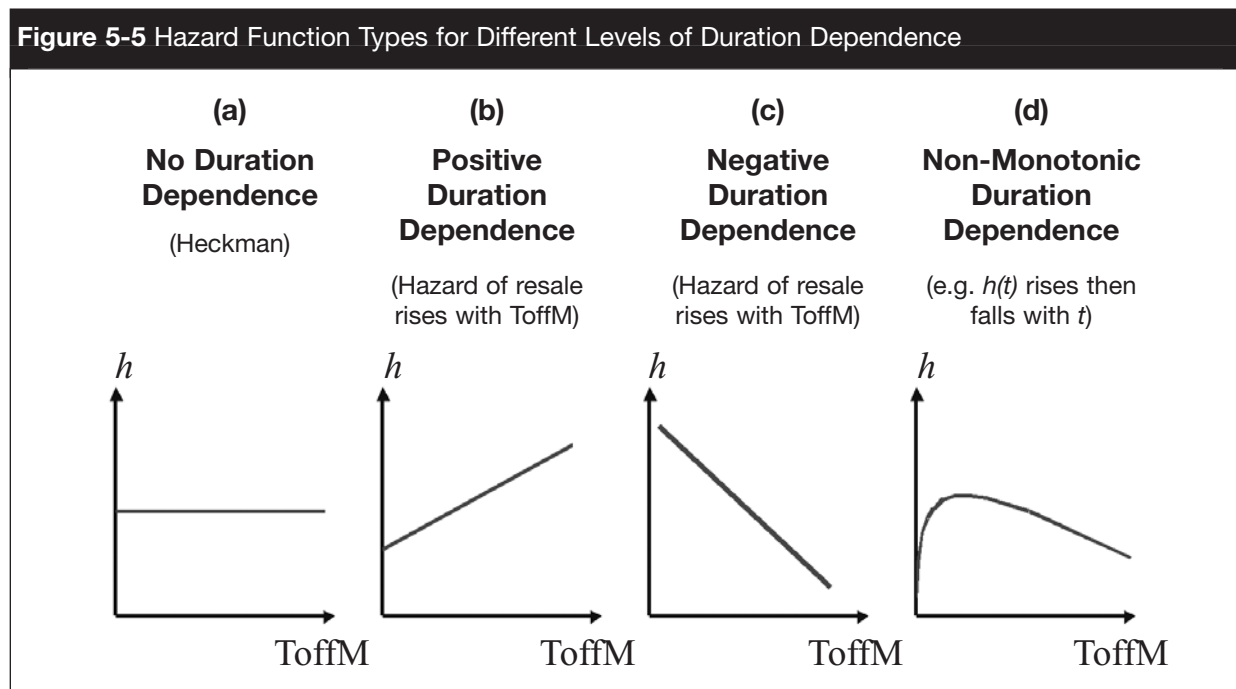 Figure 5-5 Hazard Function Types for Different Levels of Duration Dependence
(a)
No Duration
Dependence
(Heckman)
(b)
Positive
Duration
Dependence
(Hazard of resale
rises with ToffM)
(c)
Negative
Duration
Dependence
(Hazard of resale
rises with ToffM)
(d)
Non-Monotonic
Duration
Dependence
(e.g. h(t) rises then
falls with t)
h
ToffM
h
ToffM
h
ToffM
h
ToffM